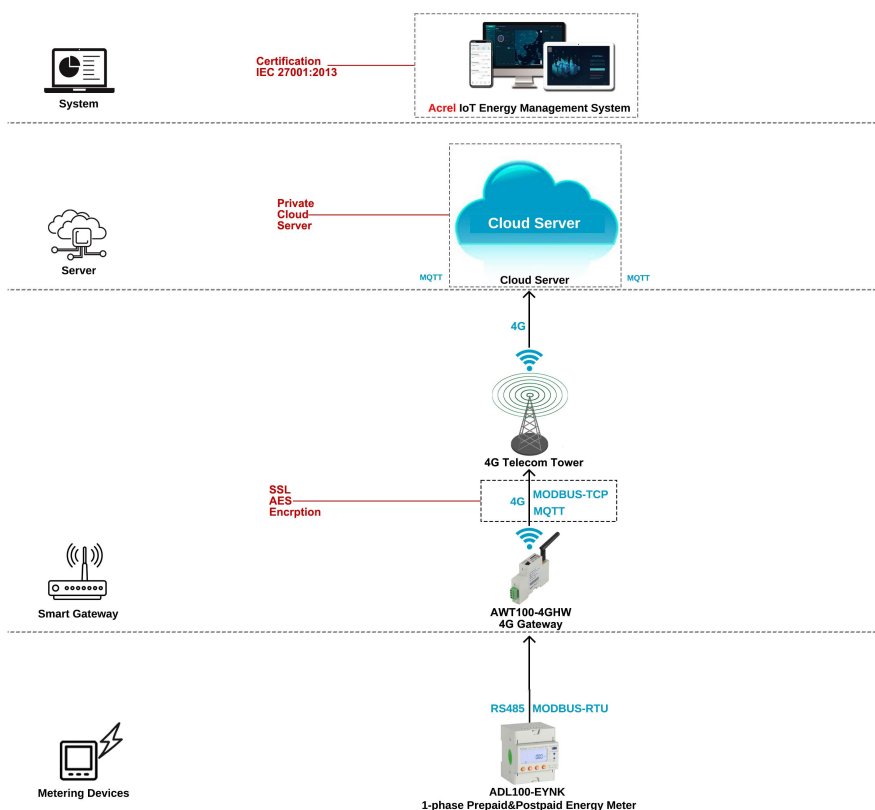 Certification
IEC 27001:2013
System
Acrel IoT Energy Management System
Private
Cloud
Server
Cloud Server
Server
MQTT
Cloud Server
MQTT
4G
4G Telecom Tower
SSL
AES
Encrption
4G
MODBUS-TCP
MQTT
Smart Gateway
AWT100-4GHW
4G Gateway
RS485
MODBUS-RTU
Metering Devices
ADL100-EYNK
1-phase Prepaid&Postpaid Energy Meter